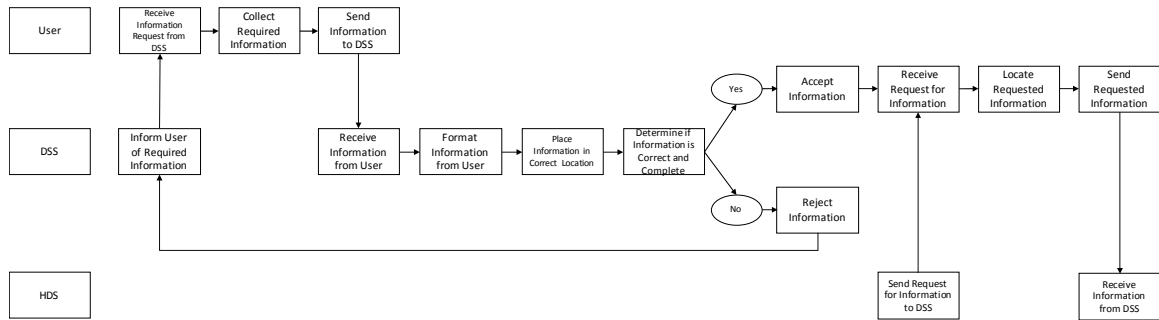 User
Receive
Information
Request from
DSS
Collect
Required
Information
Send
Information
to DSS
Yes
Accept
Information
Receive
Request for
Information
Locate
Requested
Information
Send
Requested
Information
DSS
Inform User
of Required
Information
Receive
Information
from User
Format
Information
from User
Place
Information in
Correct Location
Determine if
Information is
Correct and
Complete
No
Reject
Information
HDS
Send Request
for Information
to DSS
Receive
Information
from DSS